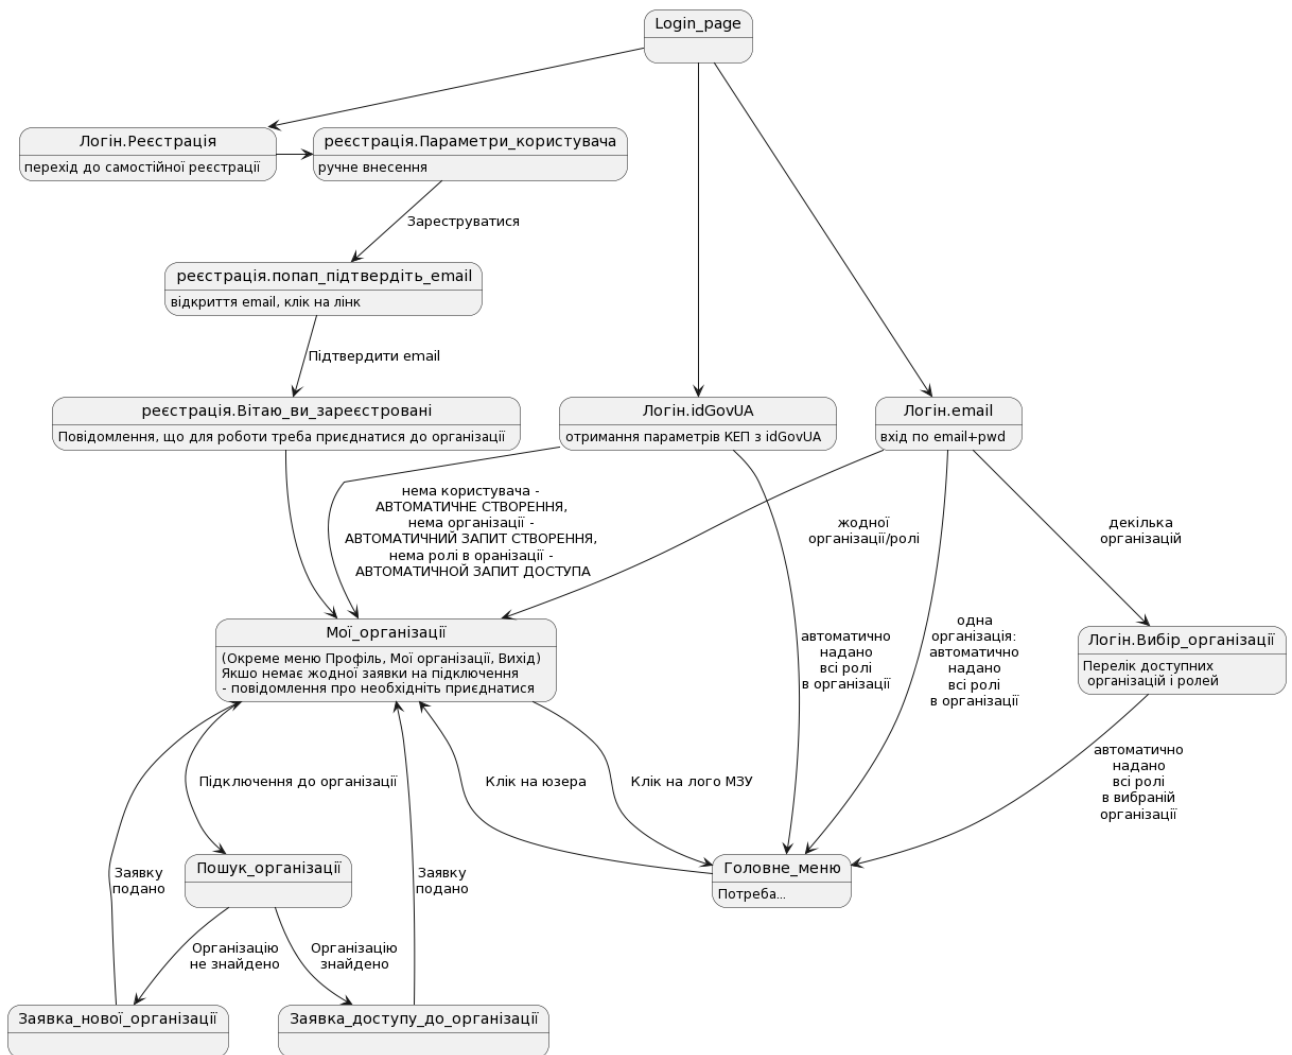 Login_page
Логін.Реєстрація
перехід до самостійної реєстрації
реєстрація.Параметри_користувача
ручне внесення
Зареструватися
реєстрація.попап_підтвердіть_email
відкриття email, клік на лінк
Підтвердити email
реєстрація.Вітаю_ви_зареєстровані
Повідомлення, що для роботи треба приєднатися до організації
Логін.idGovUA
отримання параметрів КЕП з idGovUA
Логін.email
вхід по email+pwd
нема користувача -
АВТОМАТИЧНЕ СТВОРЕННЯ,
нема організації -
АВТОМАТИЧНИЙ ЗАПИТ СТВОРЕННЯ,
нема ролі в оранізації -
АВТОМАТИЧНОЙ ЗАПИТ ДОСТУПА
жодної
організації/ролі
декілька
організацій
автоматично
надано
всі ролі
в організації
одна
організація:
автоматично
надано
всі ролі
в організації
Логін.Вибір_організації
Перелік доступних
організацій і ролей
Мої_організації
(Окреме меню Профіль, Мої організації, Вихід)
Якшо немає жодної заявки на підключення
- повідомлення про необхідніть приєднатися
Підключення до організації
Клік на юзера
Клік на лого МЗУ
автоматично
надано
всі ролі
в вибраній
організації
Заявку
подано
Пошук_організації
Заявку
подано
Головне_меню
Потреба...
Організацію
не знайдено
Організацію
знайдено
Заявка_нової_організації
Заявка_доступу_до_організації